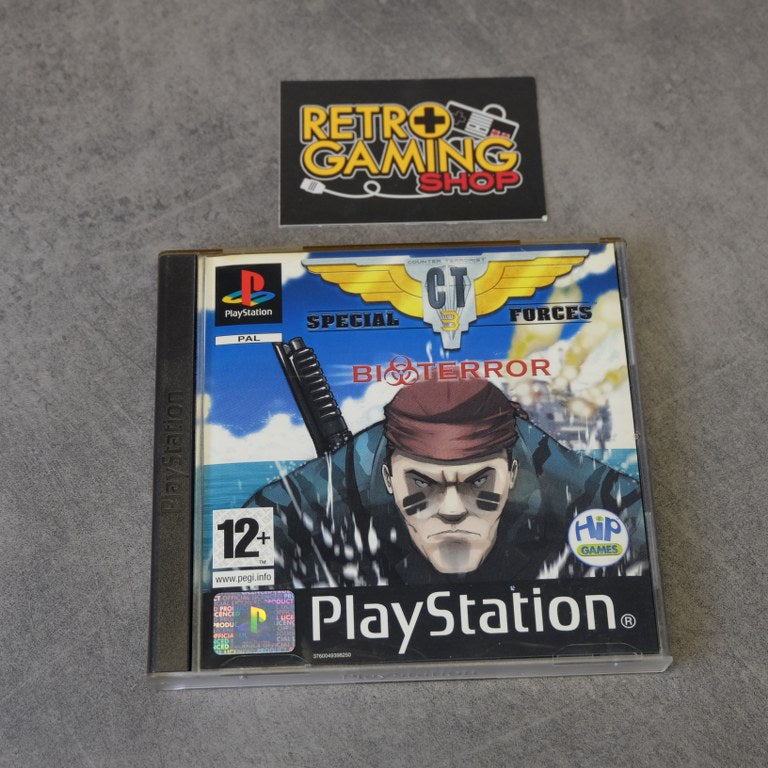 RETRO
GAMING
SHOP
COUNTER TERRORIST
CT
3
SPECIAL FORCES
BIOTERROR
PlayStation
PAL
PlayStation
12+
www.pegi.info
HiP
GAMES
PlayStation®
3760049398250